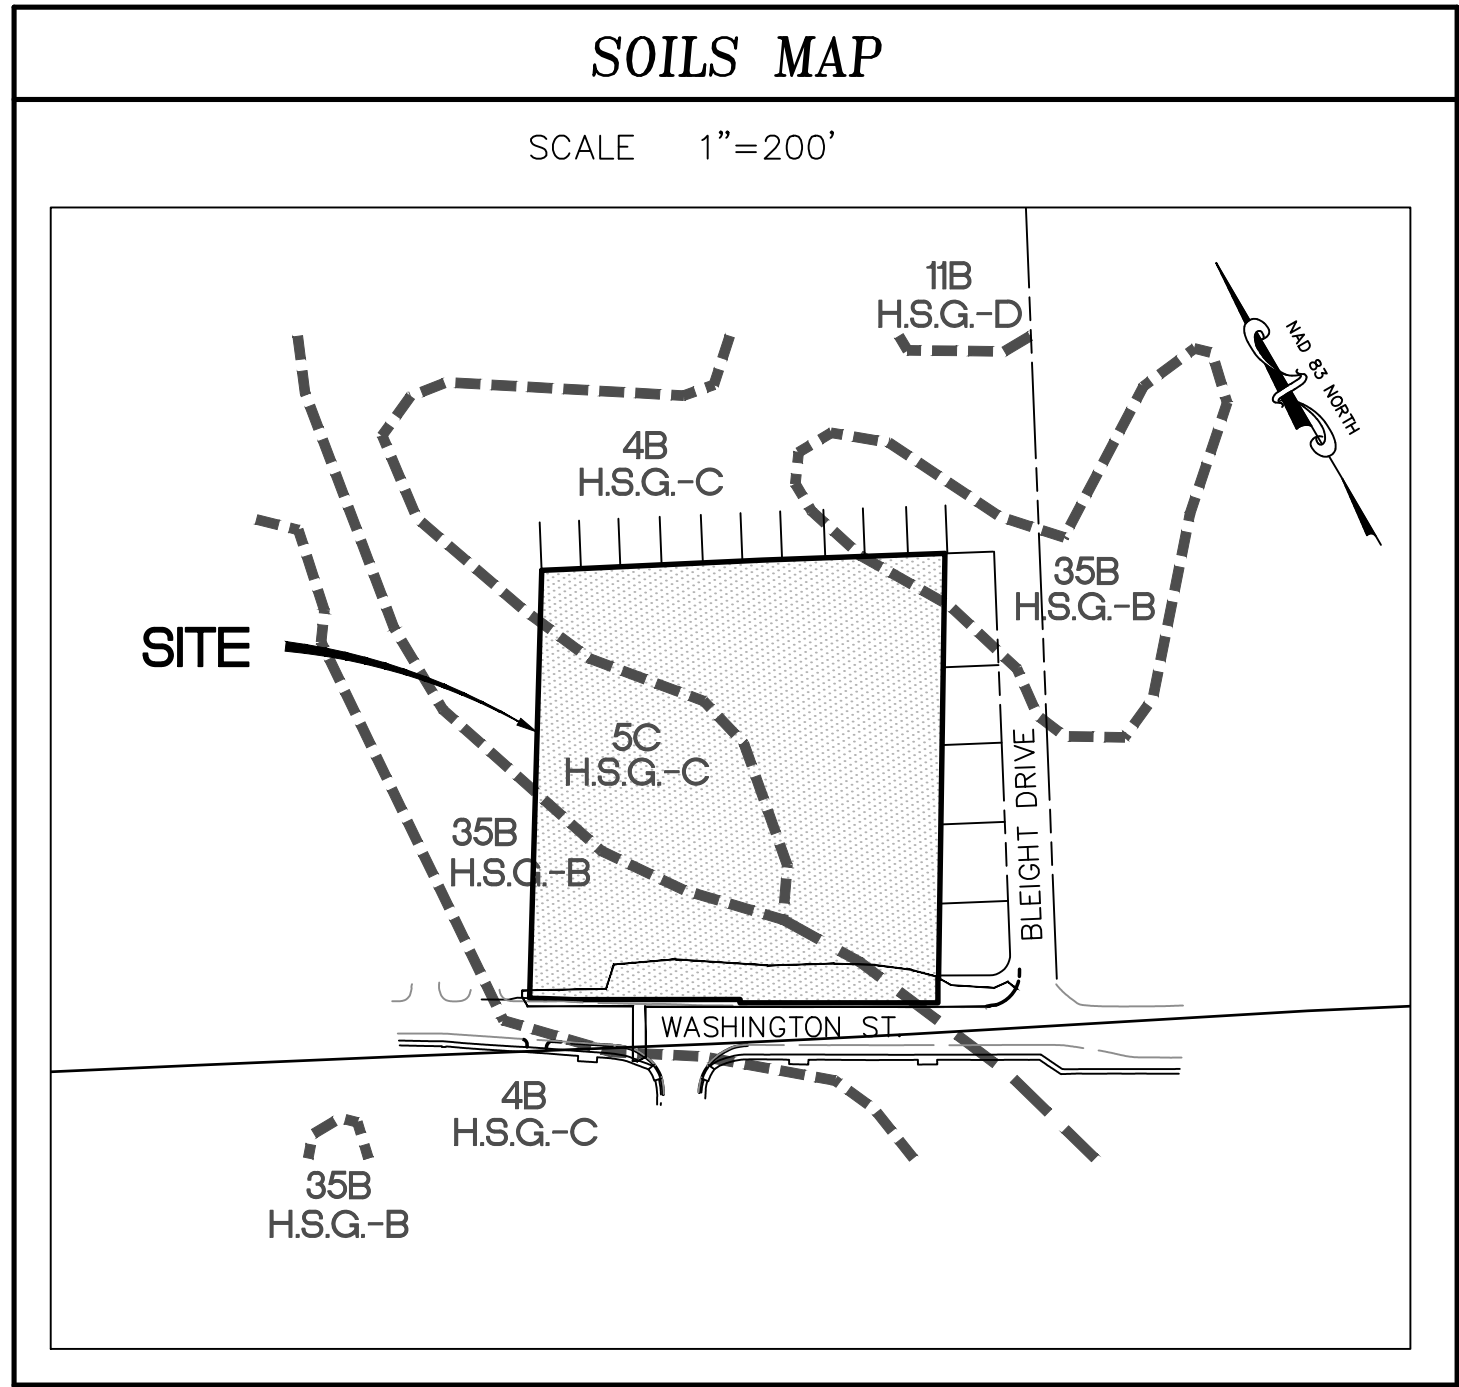 SOILS MAP
SCALE 1"=200'
11B
H.S.G.-D
NAD 83 NORTH
4B
H.S.G.-C
35B
H.S.G.-B
SITE
5C
H.S.G.-C
35B
H.S.G.-B
BLEIGHT DRIVE
WASHINGTON ST.
4B
H.S.G.-C
35B
H.S.G.-B